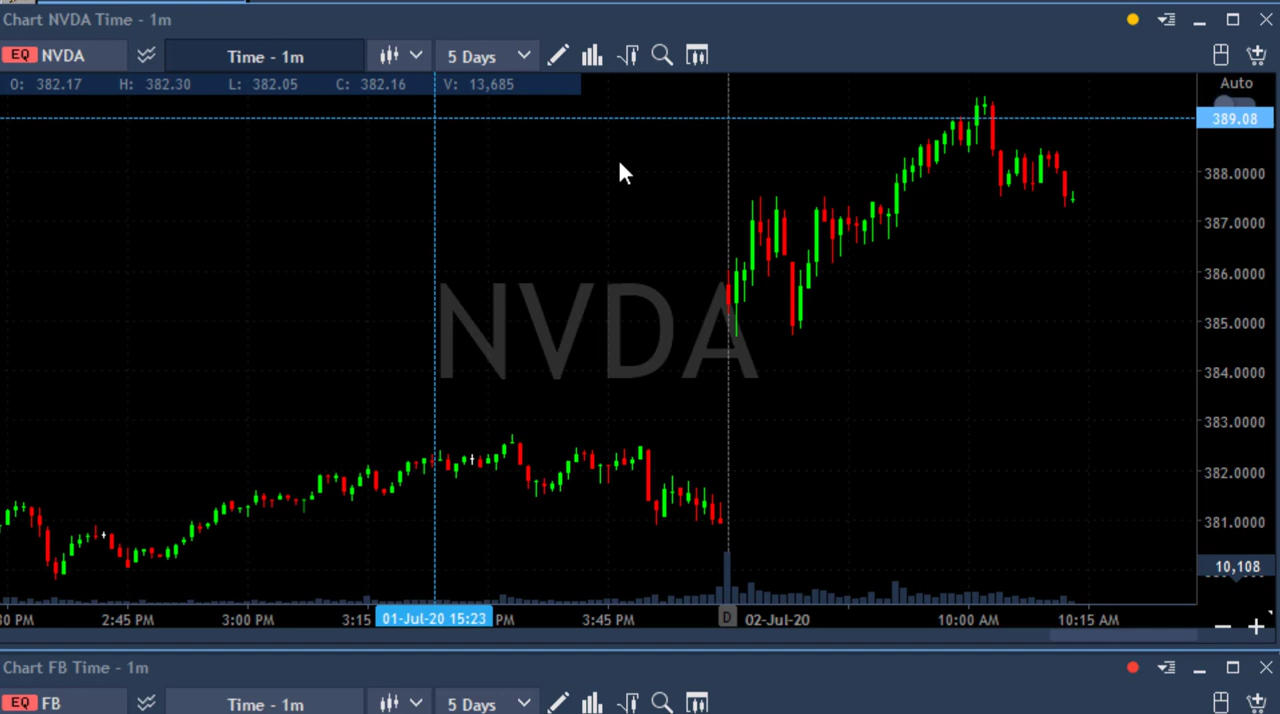 Chart NVDA Time - 1m
EQ NVDA Time - 1m 5 Days
O: 382.17 H: 382.30 L: 382.05 C: 382.16 V: 13,685
Auto
389.08
388.0000
387.0000
386.0000
385.0000
NVDA
384.0000
383.0000
382.0000
381.0000
10,108
2:45 PM 3:00 PM 3:15 01-Jul-20 15:23 PM 3:45 PM D 02-Jul-20 10:00 AM 10:15 AM
Chart FB Time - 1m
EQ FB Time - 1m 5 Days